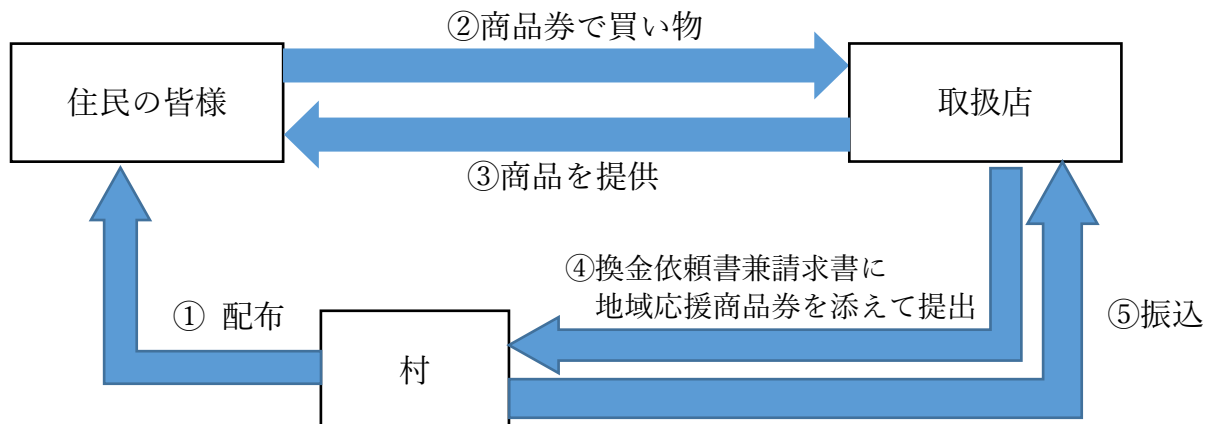 ②商品券で買い物
住民の皆様
取扱店
③商品を提供
④換金依頼書兼請求書に
地域応援商品券を添えて提出
① 配布
⑤振込
村